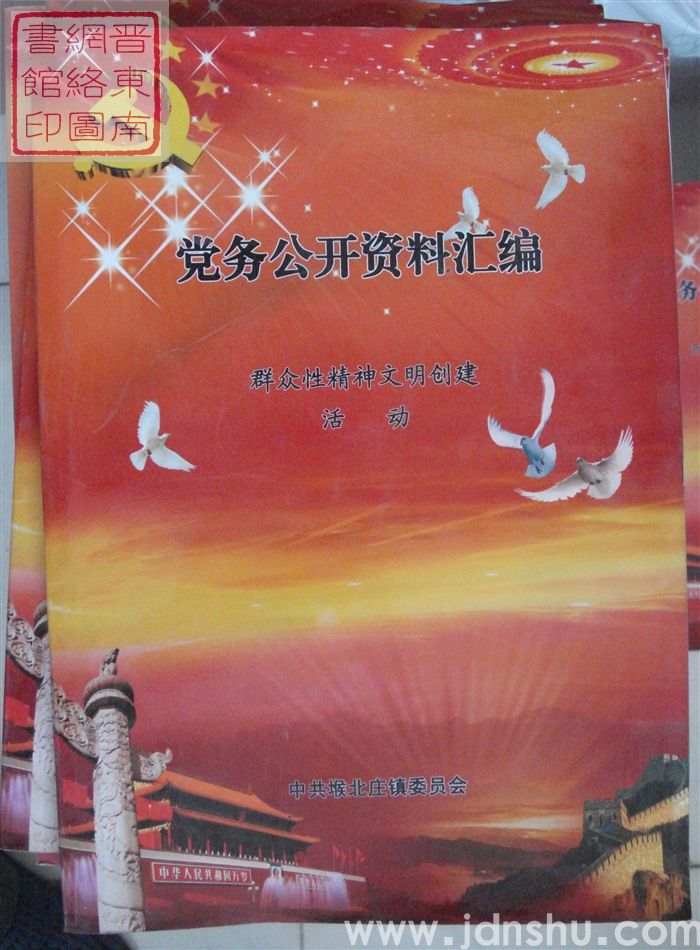 晋東南
網絡圖
書館印
党务公开资料汇编
务
群众性精神文明创建
活 动
中共堠北庄镇委员会
中华人民共和国万岁
www.jdnshu.com